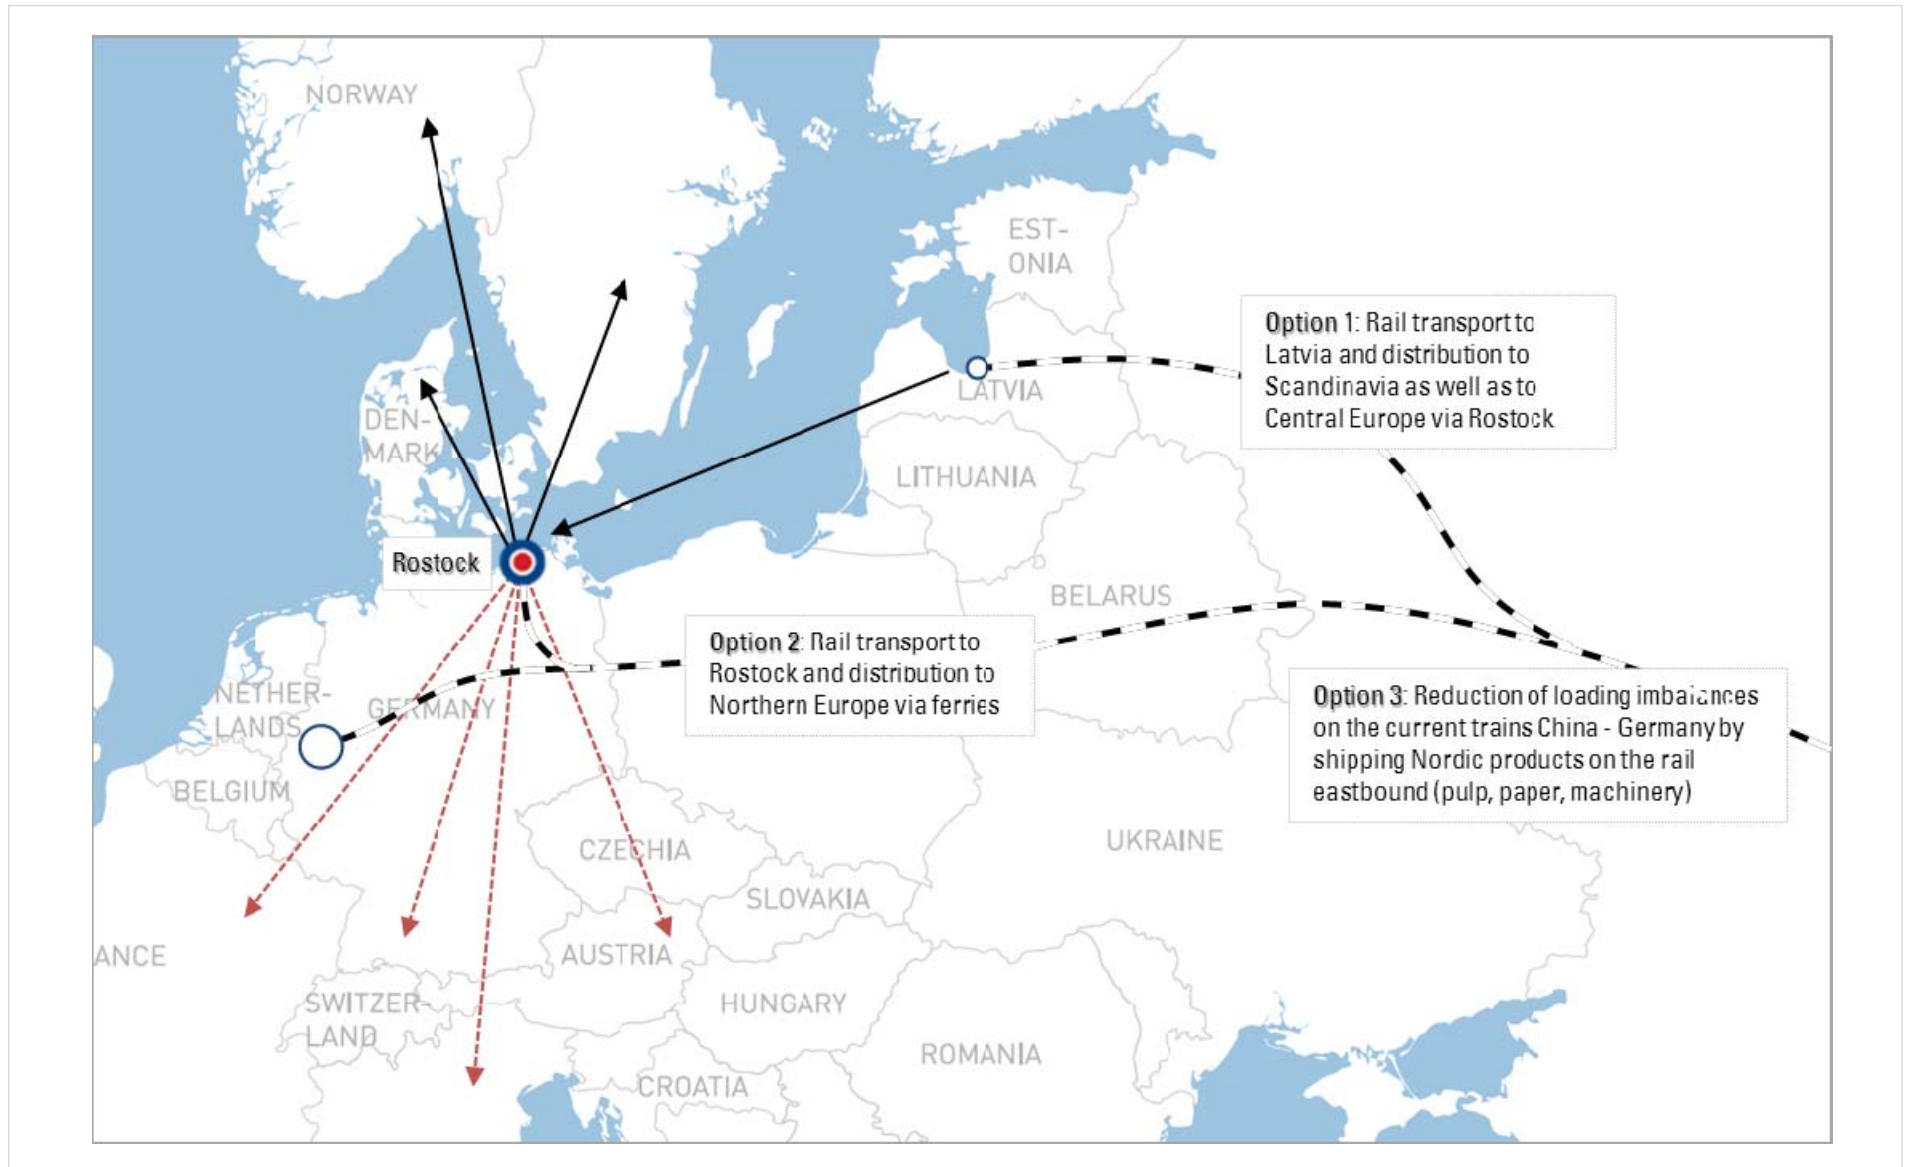 NORWAY
EST-
ONIA
Option 1: Rail transport to
Latvia and distribution to
Scandinavia as well as to
Central Europe via Rostock
LATVIA
DEN-
MARK
LITHUANIA
Rostock
BELARUS
Option 2: Rail transport to
Rostock and distribution to
Northern Europe via ferries
NETHER-
LANDS
GERMANY
Option 3: Reduction of loading imbalances
on the current trains China - Germany by
shipping Nordic products on the rail
eastbound (pulp, paper, machinery)
BELGIUM
CZECHIA
UKRAINE
SLOVAKIA
ANCE
AUSTRIA
SWITZER-
LAND
HUNGARY
ROMANIA
CROATIA